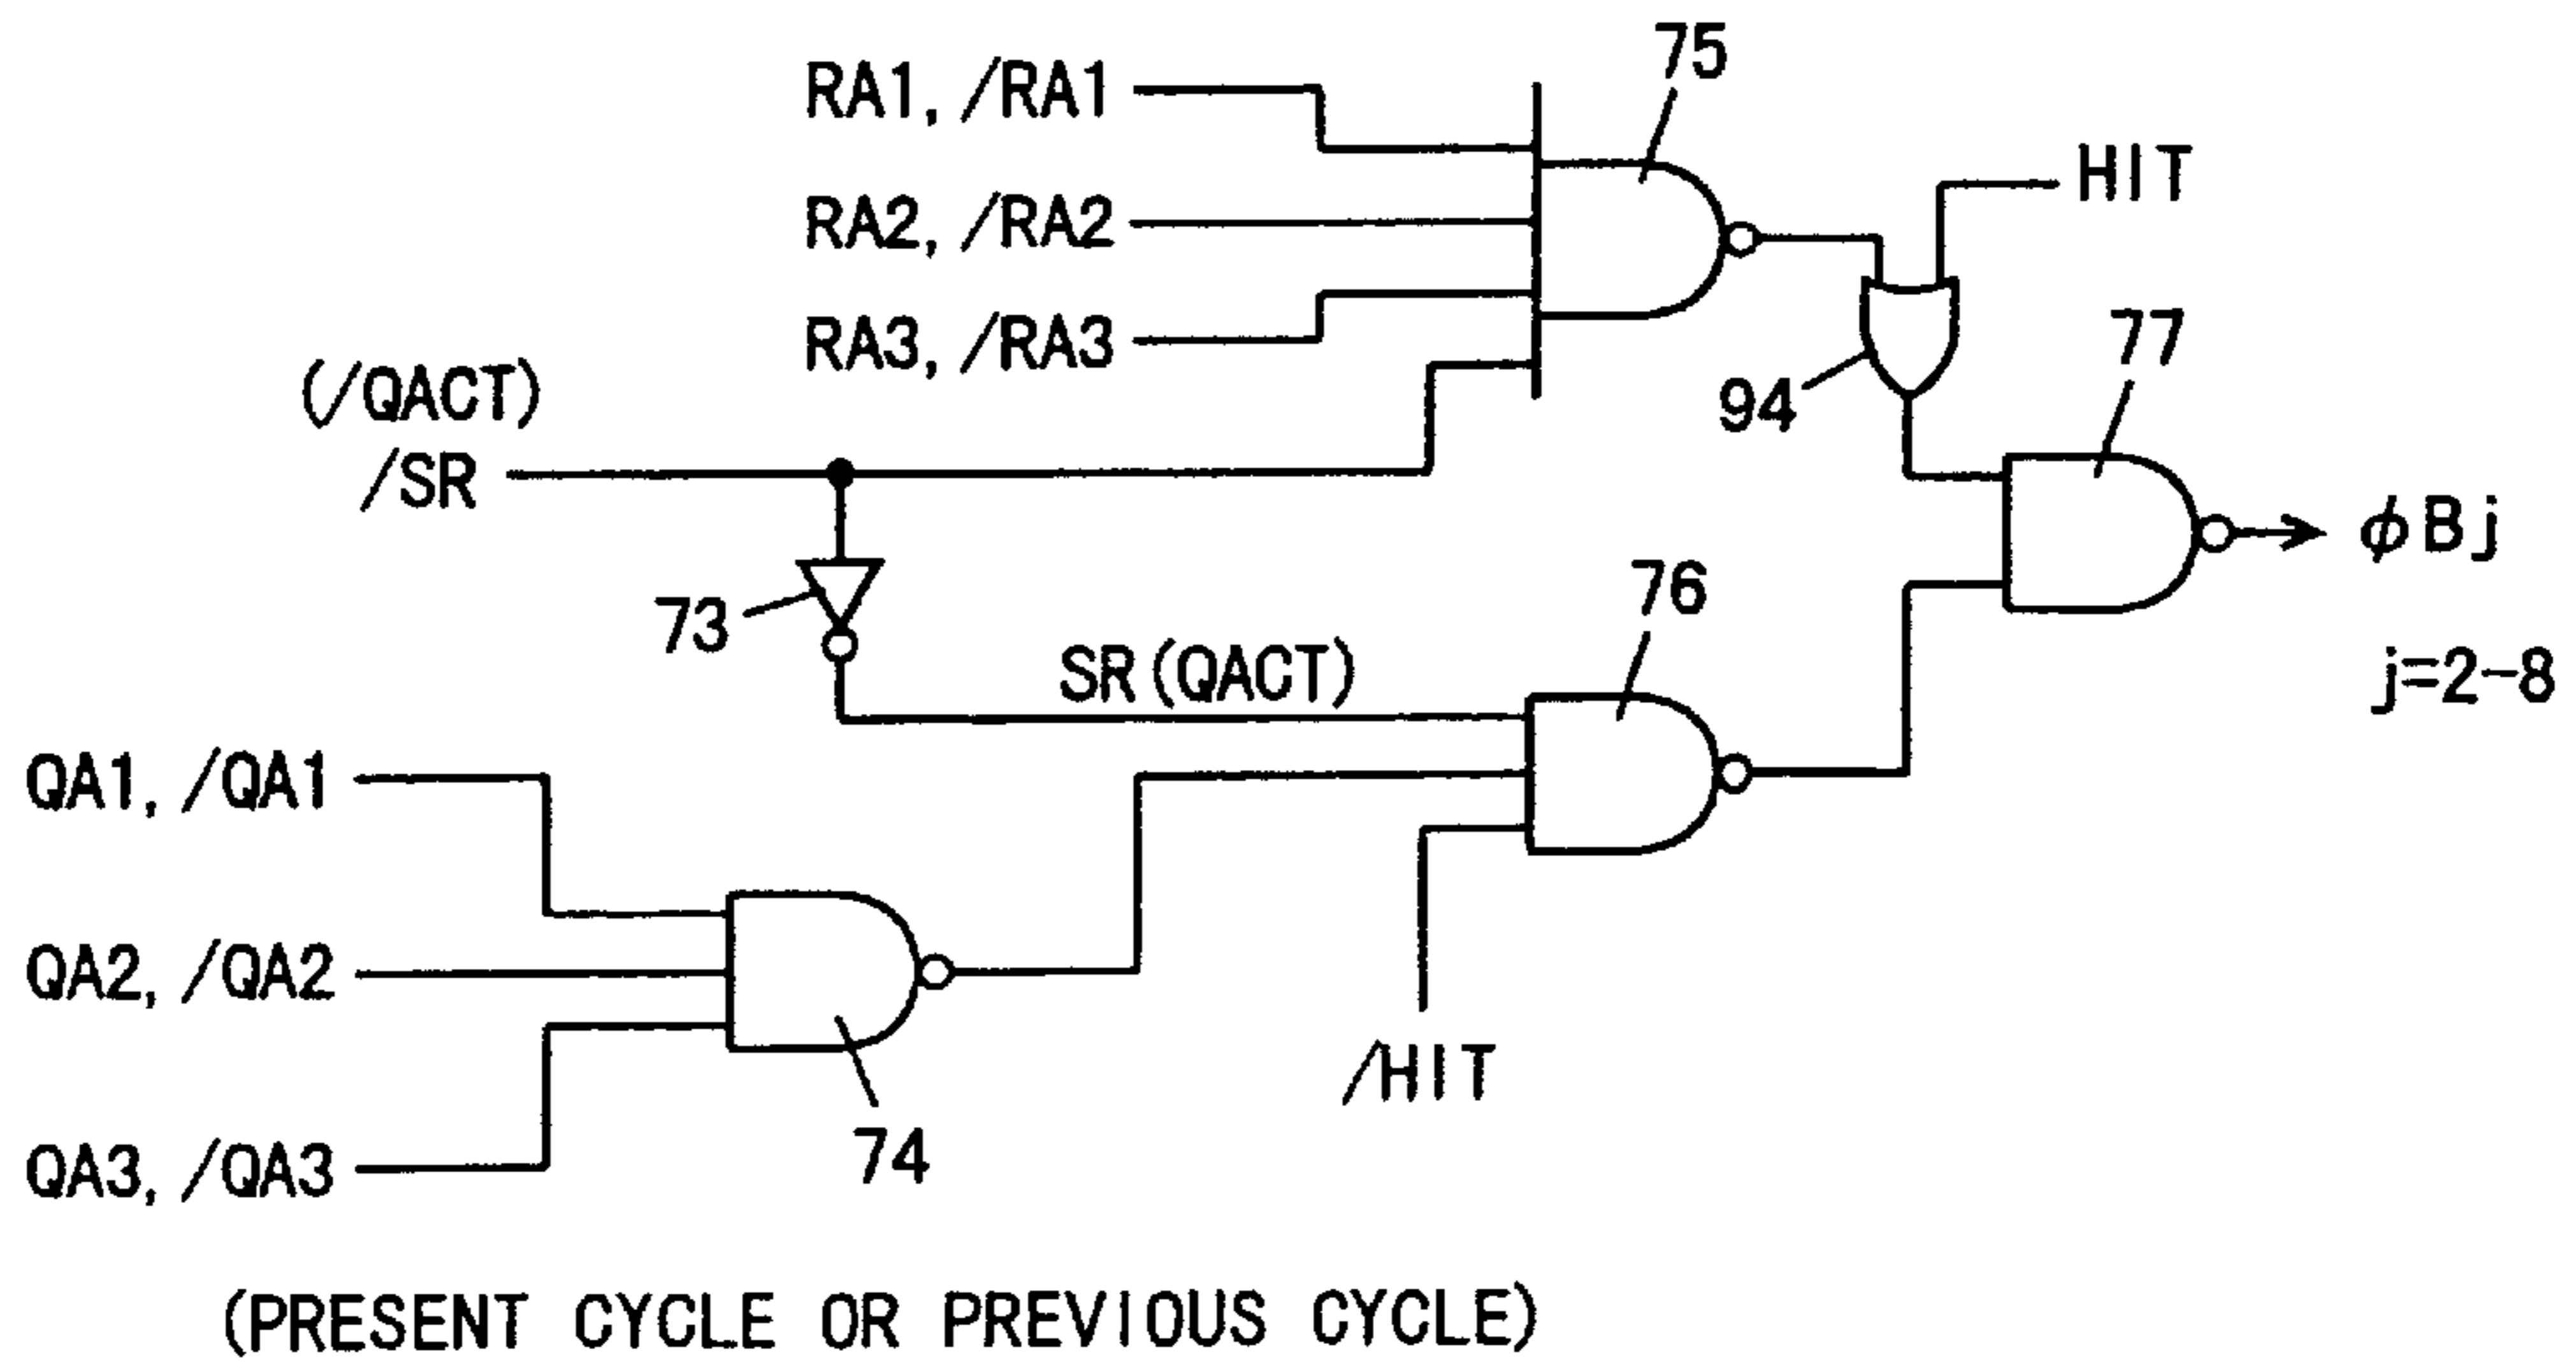 75
RA1, /RA1
HIT
RA2, /RA2
RA3, /RA3
77
(/QACT)
94
/SR
φBj
76
73
SR(QACT)
j=2-8
QA1, /QA1
QA2, /QA2
/HIT
74
QA3, /QA3
(PRESENT CYCLE OR PREVIOUS CYCLE)